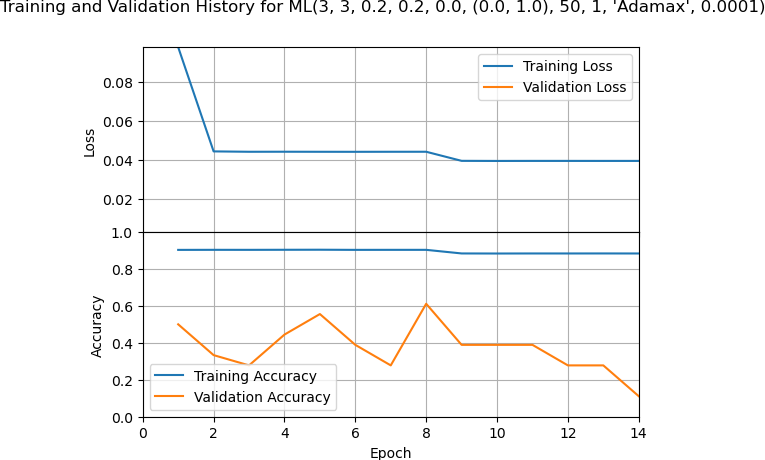 Training and Validation History for ML(3, 3, 0.2, 0.2, 0.0, (0.0, 1.0), 50, 1, 'Adamax', 0.0001)
Training Loss
Validation Loss
Loss
0.08
0.06
0.04
0.02
1.0
0.8
0.6
0.4
0.2
0.0
Accuracy
Training Accuracy
Validation Accuracy
0 2 4 6 8 10 12 14
Epoch